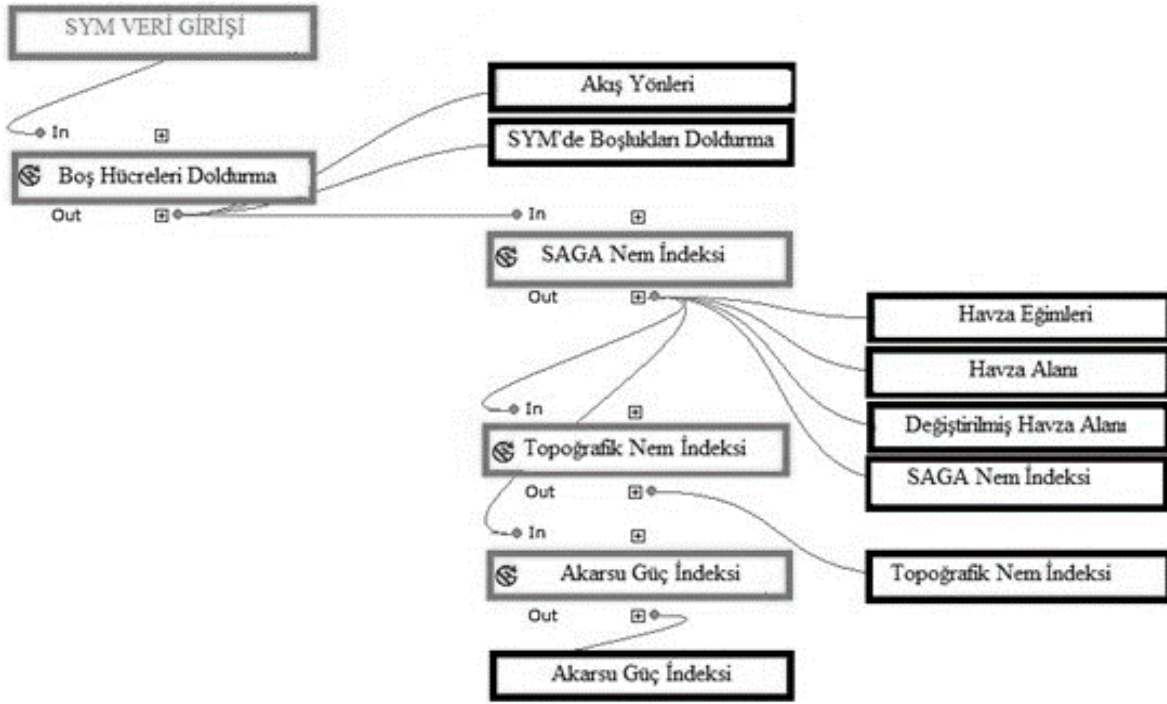 SYM VERİ GİRİŞİ
Akış Yönleri
In
SYM'de Boşlukları Doldurma
Boş Hücreleri Doldurma
Out
In
SAGA Nem İndeksi
Out
Havza Eğimleri
Havza Alanı
In
Değiştirilmiş Havza Alanı
Topoğrafik Nem İndeksi
SAGA Nem İndeksi
Out
In
Akarsu Güç İndeksi
Topoğrafik Nem İndeksi
Out
Akarsu Güç İndeksi